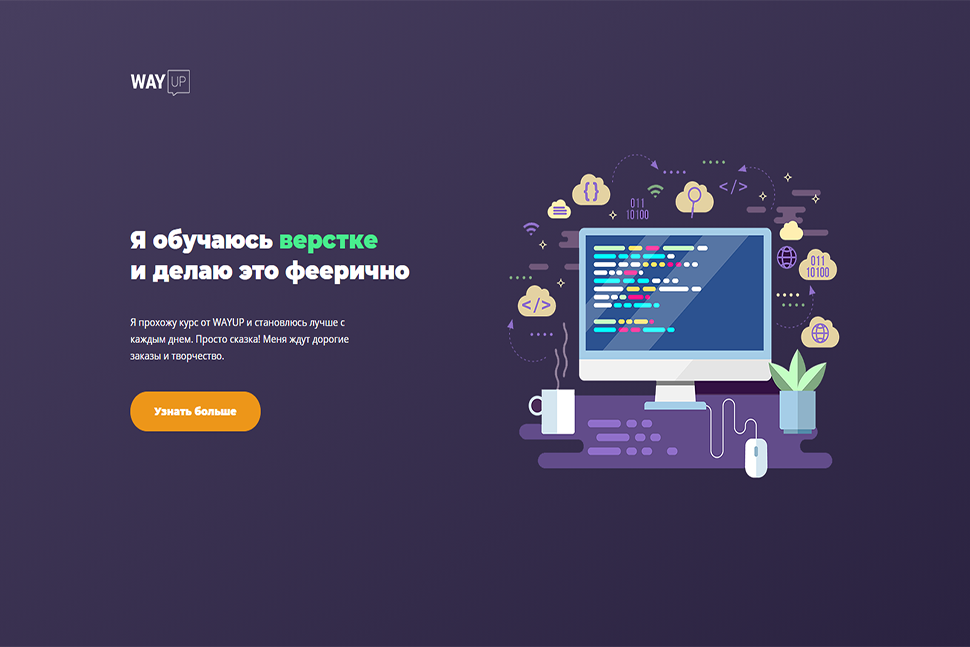 WAY UP
Я обучаюсь верстке
и делаю это феерично
Я прохожу курс от WAYUP и становлюсь лучше с
каждым днем. Просто сказка! Меня ждут дорогие
заказы и творчество.
Узнать больше
{}
011
10100
</>
011
10100
</>